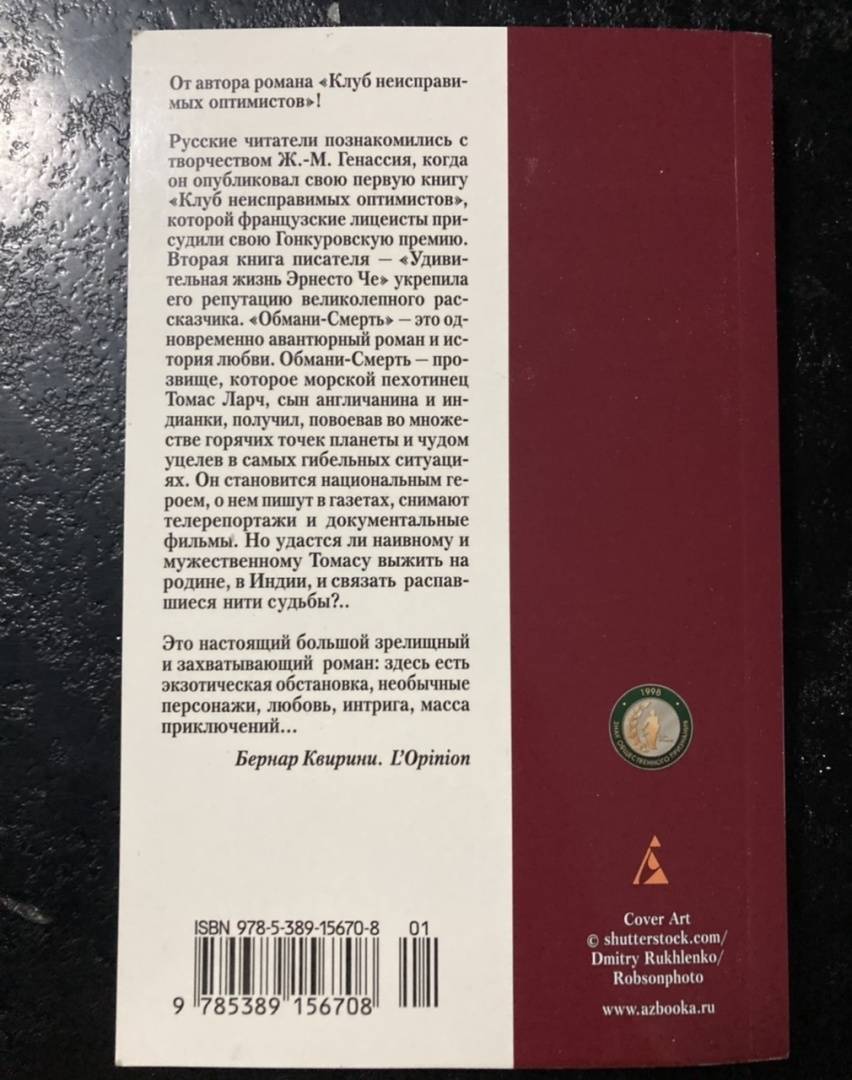 От автора романа «Клуб неисправи-
мых оптимистов»!
Русские читатели познакомились с
творчеством Ж.-М. Генассия, когда
он опубликовал свою первую книгу
«Клуб неисправимых оптимистов»,
которой французские лицеисты при-
судили свою Гонкуровскую премию.
Вторая книга писателя — «Удиви-
тельная жизнь Эрнесто Че» укрепила
его репутацию великолепного рас-
сказчика. «Обмани-Смерть» — это од-
новременно авантюрный роман и ис-
тория любви. Обмани-Смерть — про-
звище, которое морской пехотинец
Томас Ларч, сын англичанина и ин-
дианки, получил, повоевав во множе-
стве горячих точек планеты и чудом
уцелев в самых гибельных ситуаци-
ях. Он становится национальным ге-
роем, о нем пишут в газетах, снимают
телерепортажи и документальные
фильмы. Но удастся ли наивному и
мужественному Томасу выжить на
родине, в Индии, и связать распав-
шиеся нити судьбы?..
Это настоящий большой зрелищный
и захватывающий роман: здесь есть
экзотическая обстановка, необычные
персонажи, любовь, интрига, масса
приключений...
Бернар Квирини. L'Opinion
1998
ЗНАК ОБЩЕСТВЕННОГО ПРИЗНАНИЯ
ISBN 978-5-389-15670-8
01
9 785389 156708
Cover Art
© shutterstock.com/
Dmitry Rukhlenko/
Robsonphoto
www.azbooka.ru